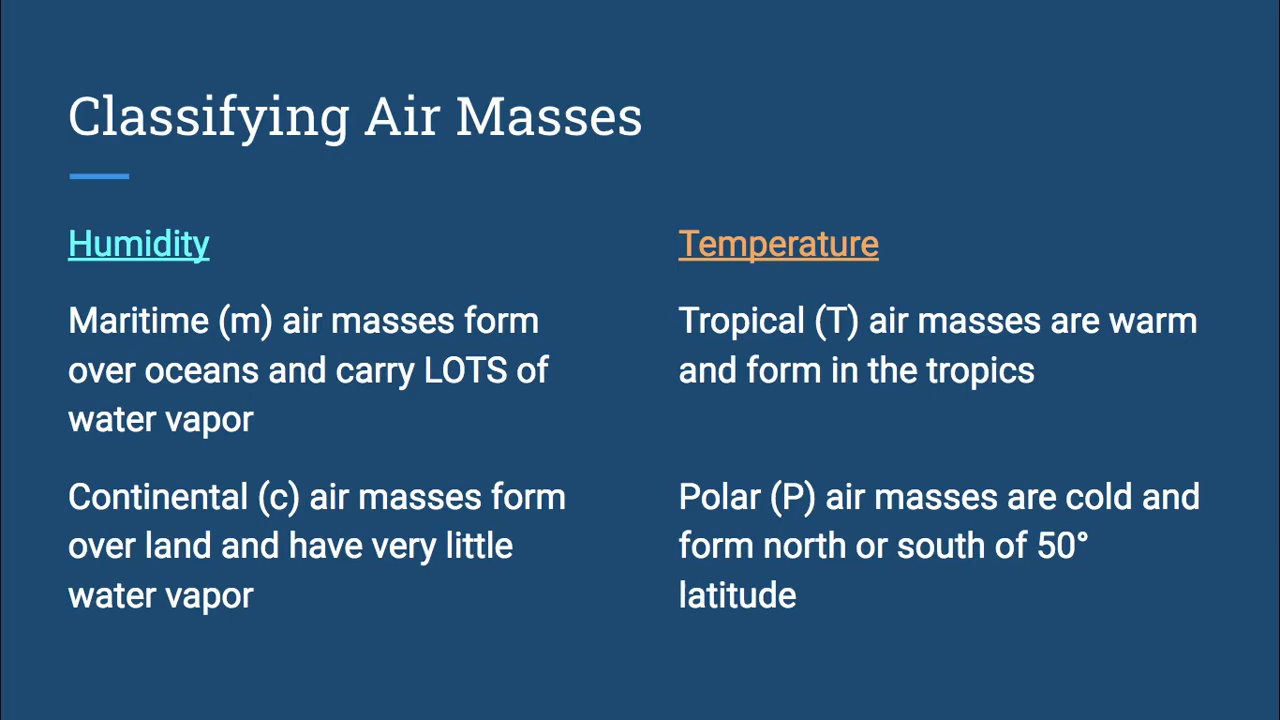 Classifying Air Masses
Humidity
Maritime (m) air masses form
over oceans and carry LOTS of
water vapor
Continental (c) air masses form
over land and have very little
water vapor
Temperature
Tropical (T) air masses are warm
and form in the tropics
Polar (P) air masses are cold and
form north or south of 50°
latitude